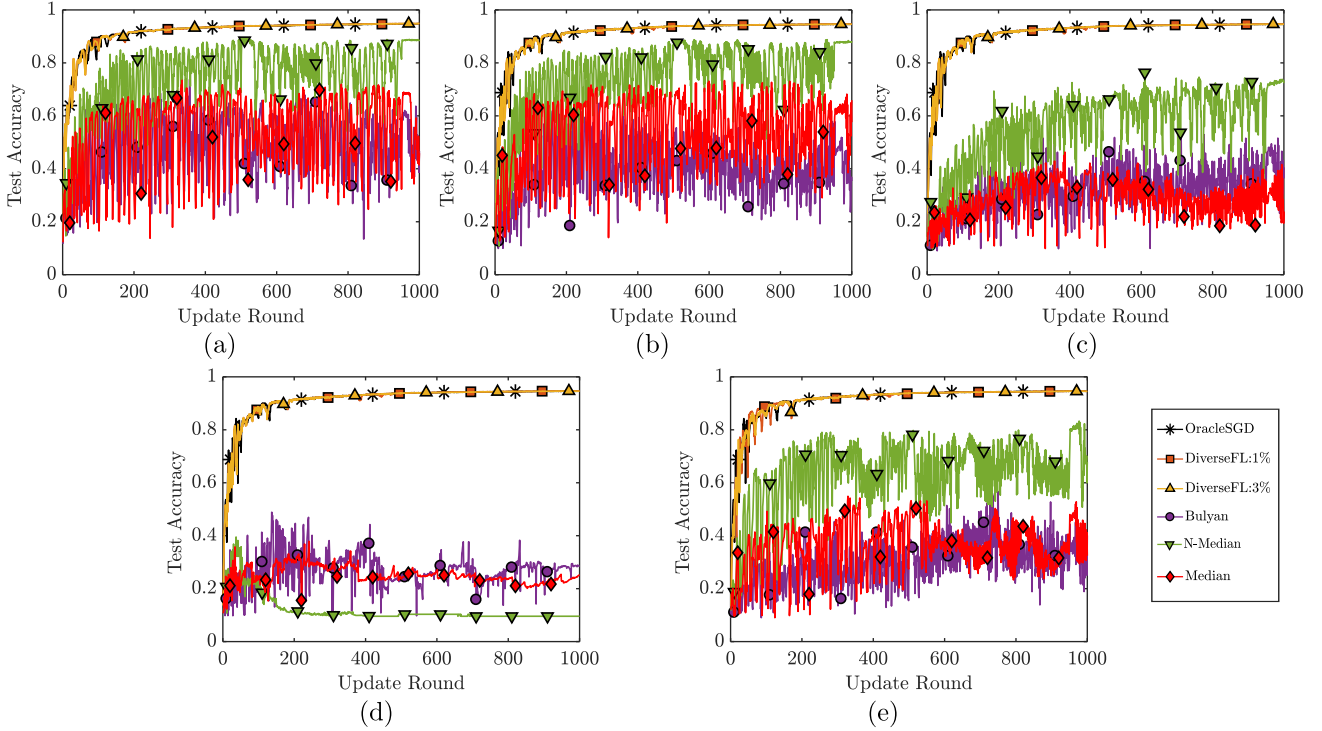 1
0.8
0.6
0.4
0.2
0
Test Accuracy
0 200 400 600 800 1000
Update Round
(a)
1
0.8
0.6
0.4
0.2
0
Test Accuracy
0 200 400 600 800 1000
Update Round
(b)
1
0.8
0.6
0.4
0.2
0
Test Accuracy
0 200 400 600 800 1000
Update Round
(c)
1
0.8
0.6
0.4
0.2
0
Test Accuracy
0 200 400 600 800 1000
Update Round
(d)
1
0.8
0.6
0.4
0.2
0
Test Accuracy
0 200 400 600 800 1000
Update Round
(e)
OracleSGD
DiverseFL:1%
DiverseFL:3%
Bulyan
N-Median
Median